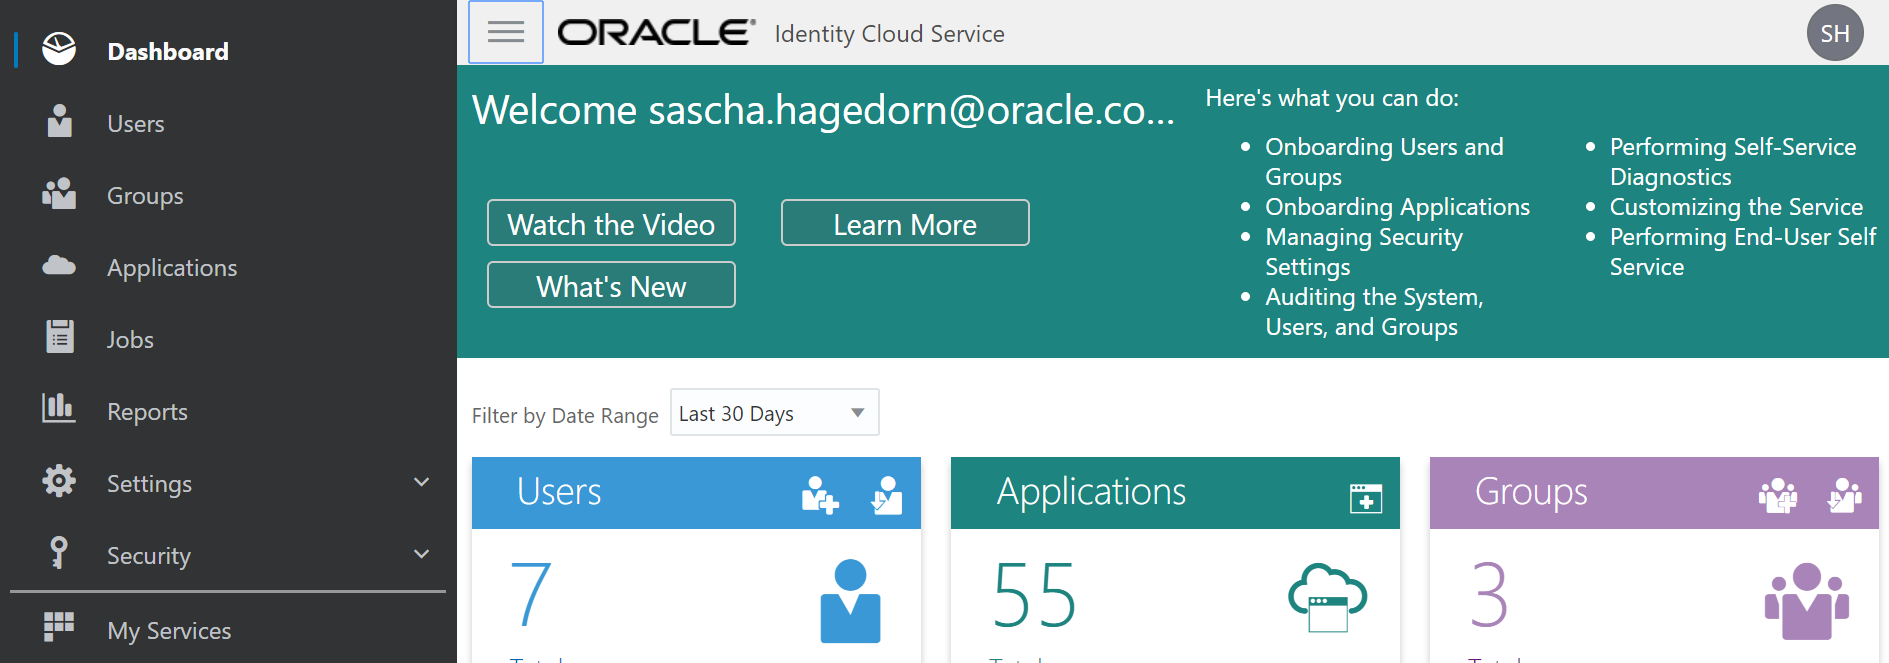 Dashboard
Users
Groups
Applications
Jobs
Reports
Settings
Security
My Services
ORACLE® Identity Cloud Service
SH
Welcome sascha.hagedorn@oracle.co...
Watch the Video
Learn More
What's New
Here's what you can do:
• Onboarding Users and
Groups
• Onboarding Applications
• Managing Security
Settings
• Auditing the System,
Users, and Groups
• Performing Self-Service
Diagnostics
• Customizing the Service
• Performing End-User Self
Service
Filter by Date Range Last 30 Days
Users
7
Applications
55
Groups
3